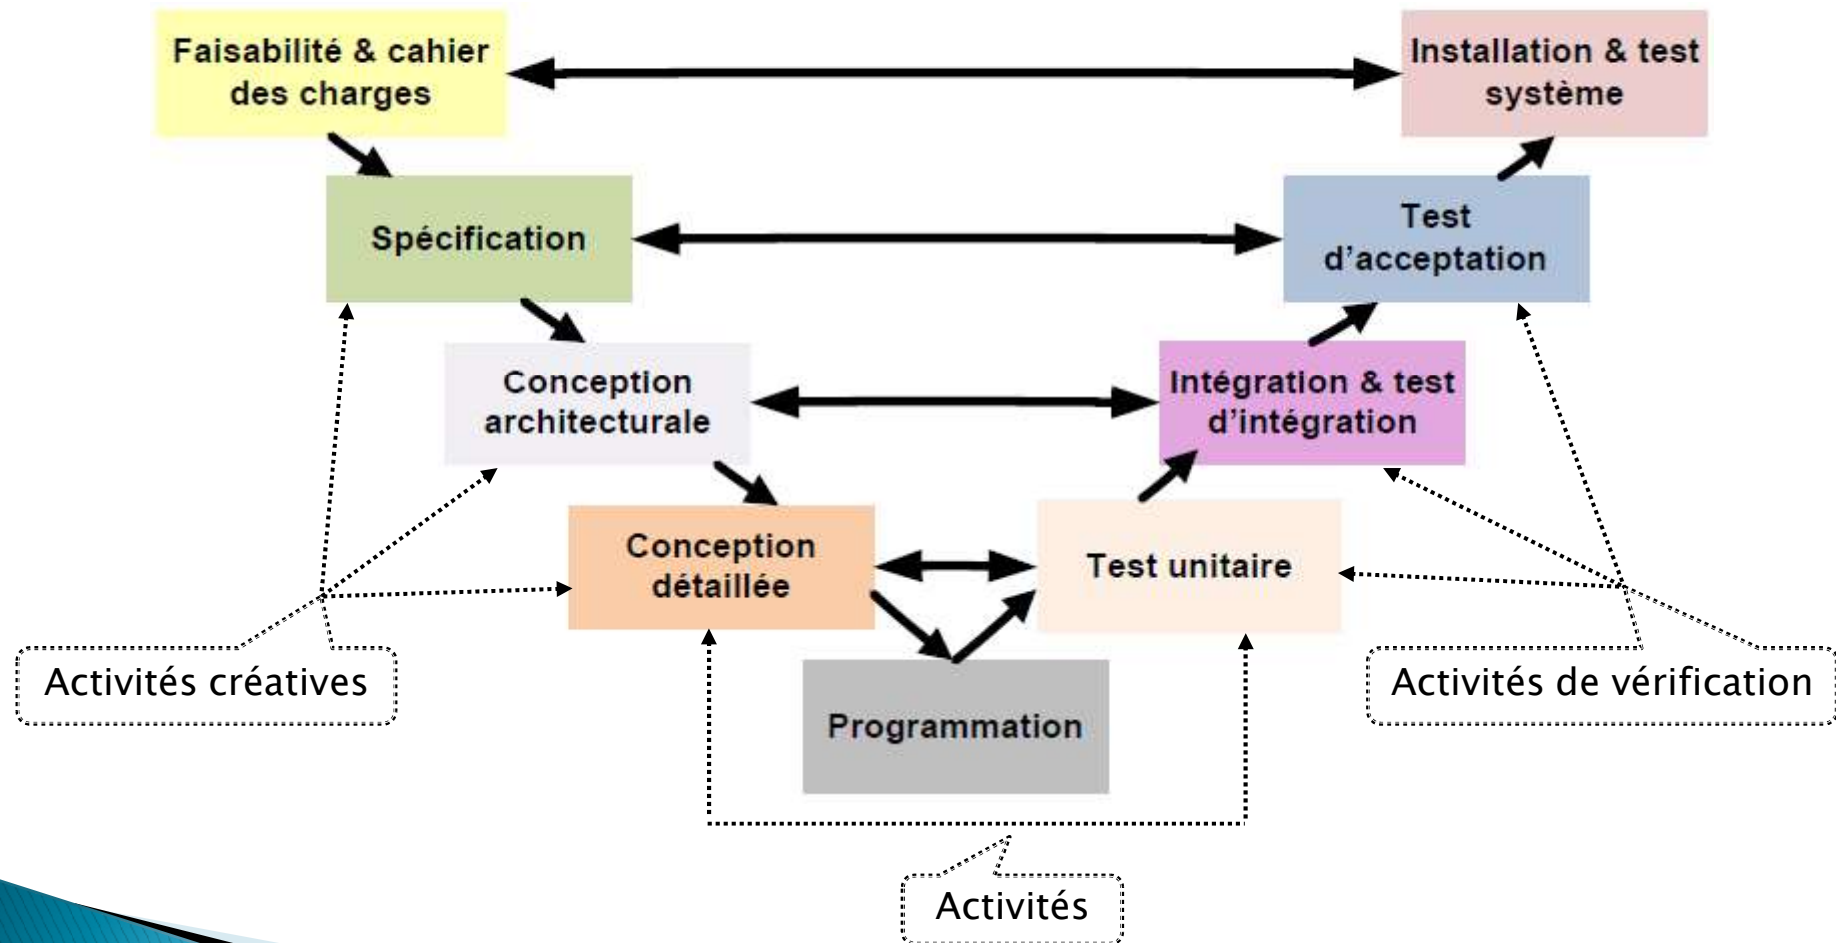 Faisabilité & cahier
des charges
Installation & test
système
Spécification
Test
d'acceptation
Conception
architecturale
Intégration & test
d'intégration
Conception
détaillée
Test unitaire
Activités créatives
Activités de vérification
Programmation
Activités